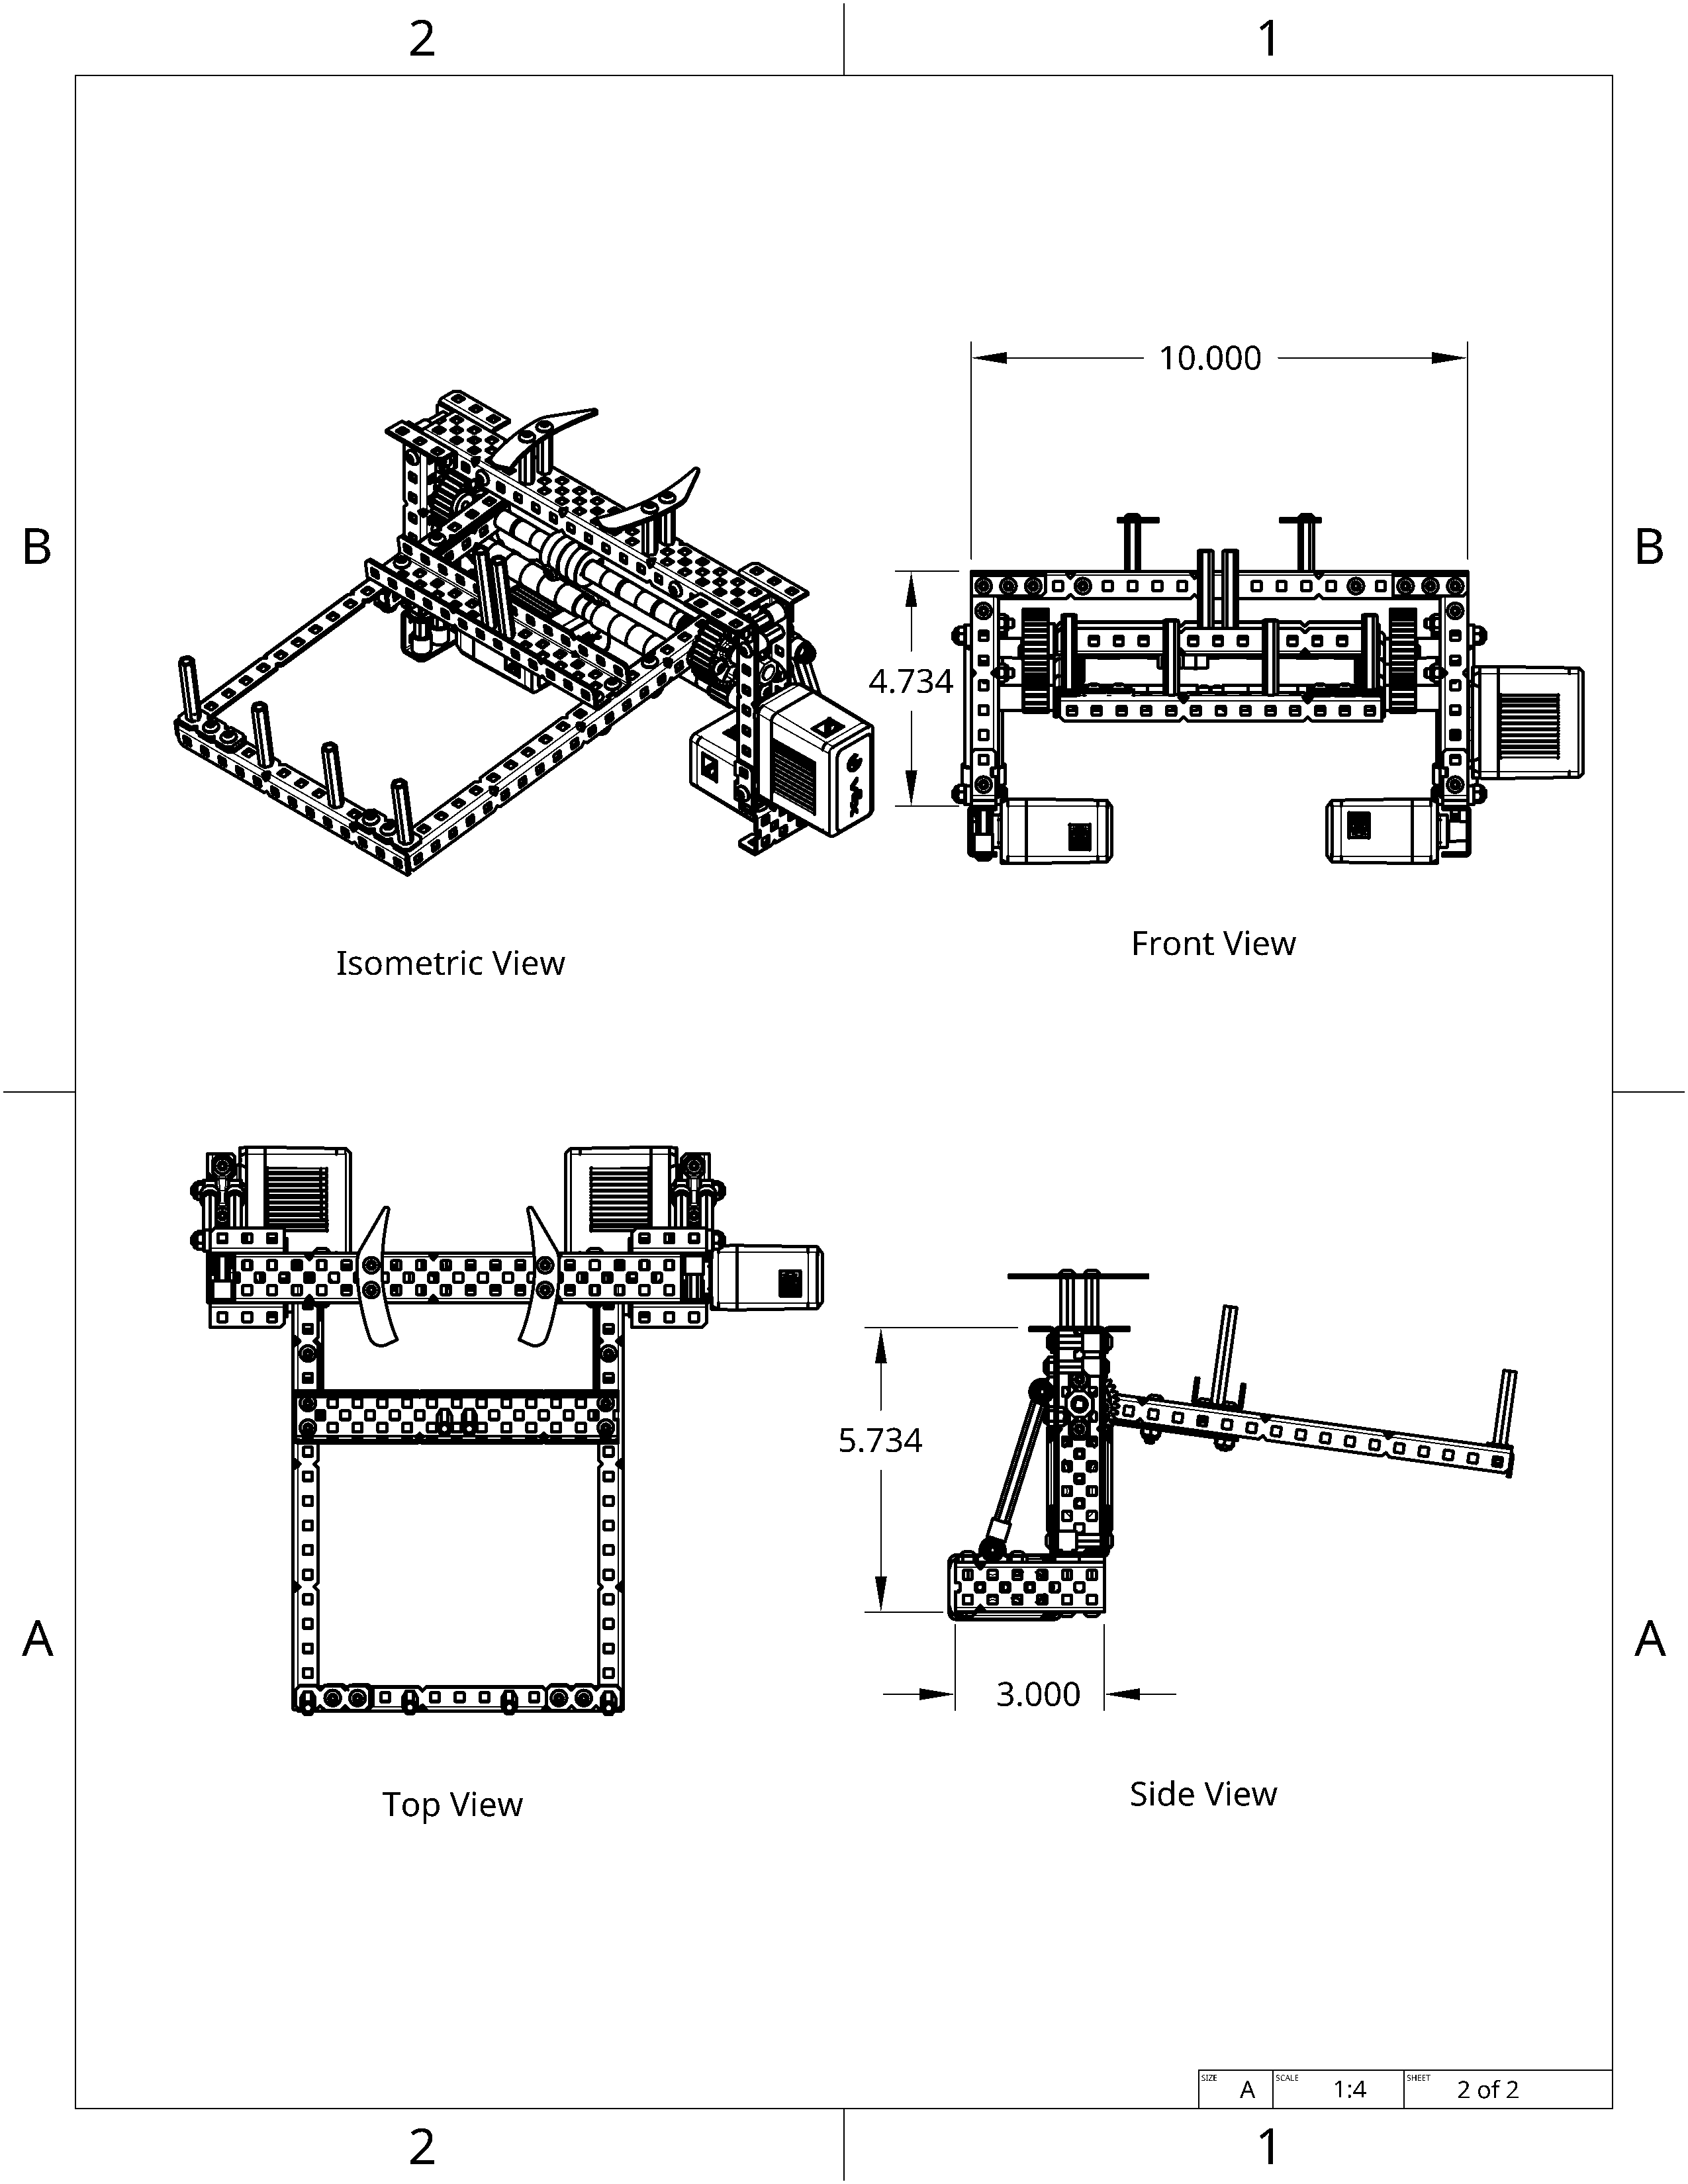 2 1
10.000
B B
4.734
Front View
Isometric View
5.734
A A
3.000
Side View
Top View
SIZE A SCALE 1:4 SHEET 2 of 2
2 1